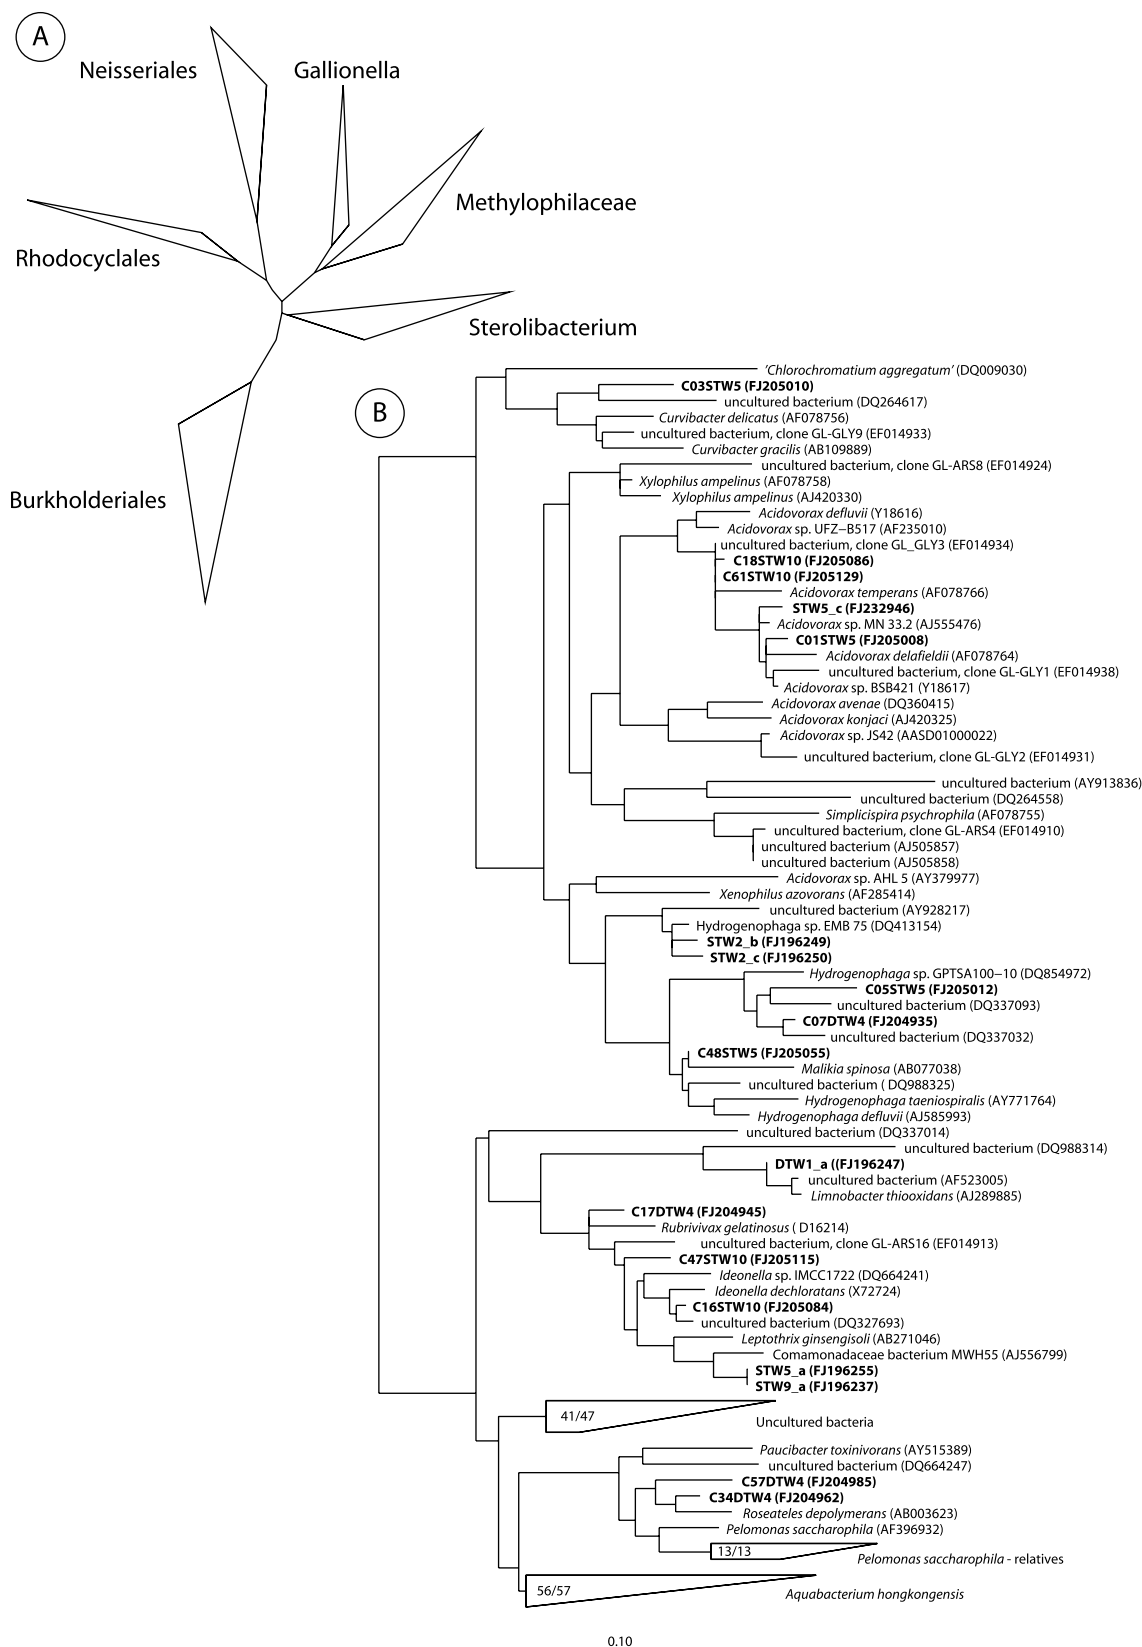 A
Neisseriales
Gallionella
Methylophilaceae
Rhodocyclales
Sterolibacterium
Burkholderiales
B
'Chlorochromatium aggregatum' (DQ009030)
C03STW5 (FJ205010)
uncultured bacterium (DQ264617)
Curvibacter delicatus (AF078756)
uncultured bacterium, clone GL-GLY9 (EF014933)
Curvibacter gracilis (AB109889)
uncultured bacterium, clone GL-ARS8 (EF014924)
Xylophilus ampelinus (AF078758)
Xylophilus ampelinus (AJ420330)
Acidovorax defluvii (Y18616)
Acidovorax sp. UFZ−B517 (AF235010)
uncultured bacterium, clone GL_GLY3 (EF014934)
C18STW10 (FJ205086)
C61STW10 (FJ205129)
Acidovorax temperans (AF078766)
STW5_c (FJ232946)
Acidovorax sp. MN 33.2 (AJ555476)
C01STW5 (FJ205008)
Acidovorax delafieldii (AF078764)
uncultured bacterium, clone GL-GLY1 (EF014938)
Acidovorax sp. BSB421 (Y18617)
Acidovorax avenae (DQ360415)
Acidovorax konjaci (AJ420325)
Acidovorax sp. JS42 (AASD01000022)
uncultured bacterium, clone GL-GLY2 (EF014931)
uncultured bacterium (AY913836)
uncultured bacterium (DQ264558)
Simplicispira psychrophila (AF078755)
uncultured bacterium, clone GL-ARS4 (EF014910)
uncultured bacterium (AJ505857)
uncultured bacterium (AJ505858)
Acidovorax sp. AHL 5 (AY379977)
Xenophilus azovorans (AF285414)
uncultured bacterium (AY928217)
Hydrogenophaga sp. EMB 75 (DQ413154)
STW2_b (FJ196249)
STW2_c (FJ196250)
Hydrogenophaga sp. GPTSA100−10 (DQ854972)
C05STW5 (FJ205012)
uncultured bacterium (DQ337093)
C07DTW4 (FJ204935)
uncultured bacterium (DQ337032)
C48STW5 (FJ205055)
Malikia spinosa (AB077038)
uncultured bacterium ( DQ988325)
Hydrogenophaga taeniospiralis (AY771764)
Hydrogenophaga defluvii (AJ585993)
uncultured bacterium (DQ337014)
uncultured bacterium (DQ988314)
DTW1_a ((FJ196247)
uncultured bacterium (AF523005)
Limnobacter thiooxidans (AJ289885)
C17DTW4 (FJ204945)
Rubrivivax gelatinosus ( D16214)
uncultured bacterium, clone GL-ARS16 (EF014913)
C47STW10 (FJ205115)
Ideonella sp. IMCC1722 (DQ664241)
Ideonella dechloratans (X72724)
C16STW10 (FJ205084)
uncultured bacterium (DQ327693)
Leptothrix ginsengisoli (AB271046)
Comamonadaceae bacterium MWH55 (AJ556799)
STW5_a (FJ196255)
STW9_a (FJ196237)
41/47
Uncultured bacteria
Paucibacter toxinivorans (AY515389)
uncultured bacterium (DQ664247)
C57DTW4 (FJ204985)
C34DTW4 (FJ204962)
Roseateles depolymerans (AB003623)
Pelomonas saccharophila (AF396932)
13/13
Pelomonas saccharophila - relatives
56/57
Aquabacterium hongkongensis
0.10